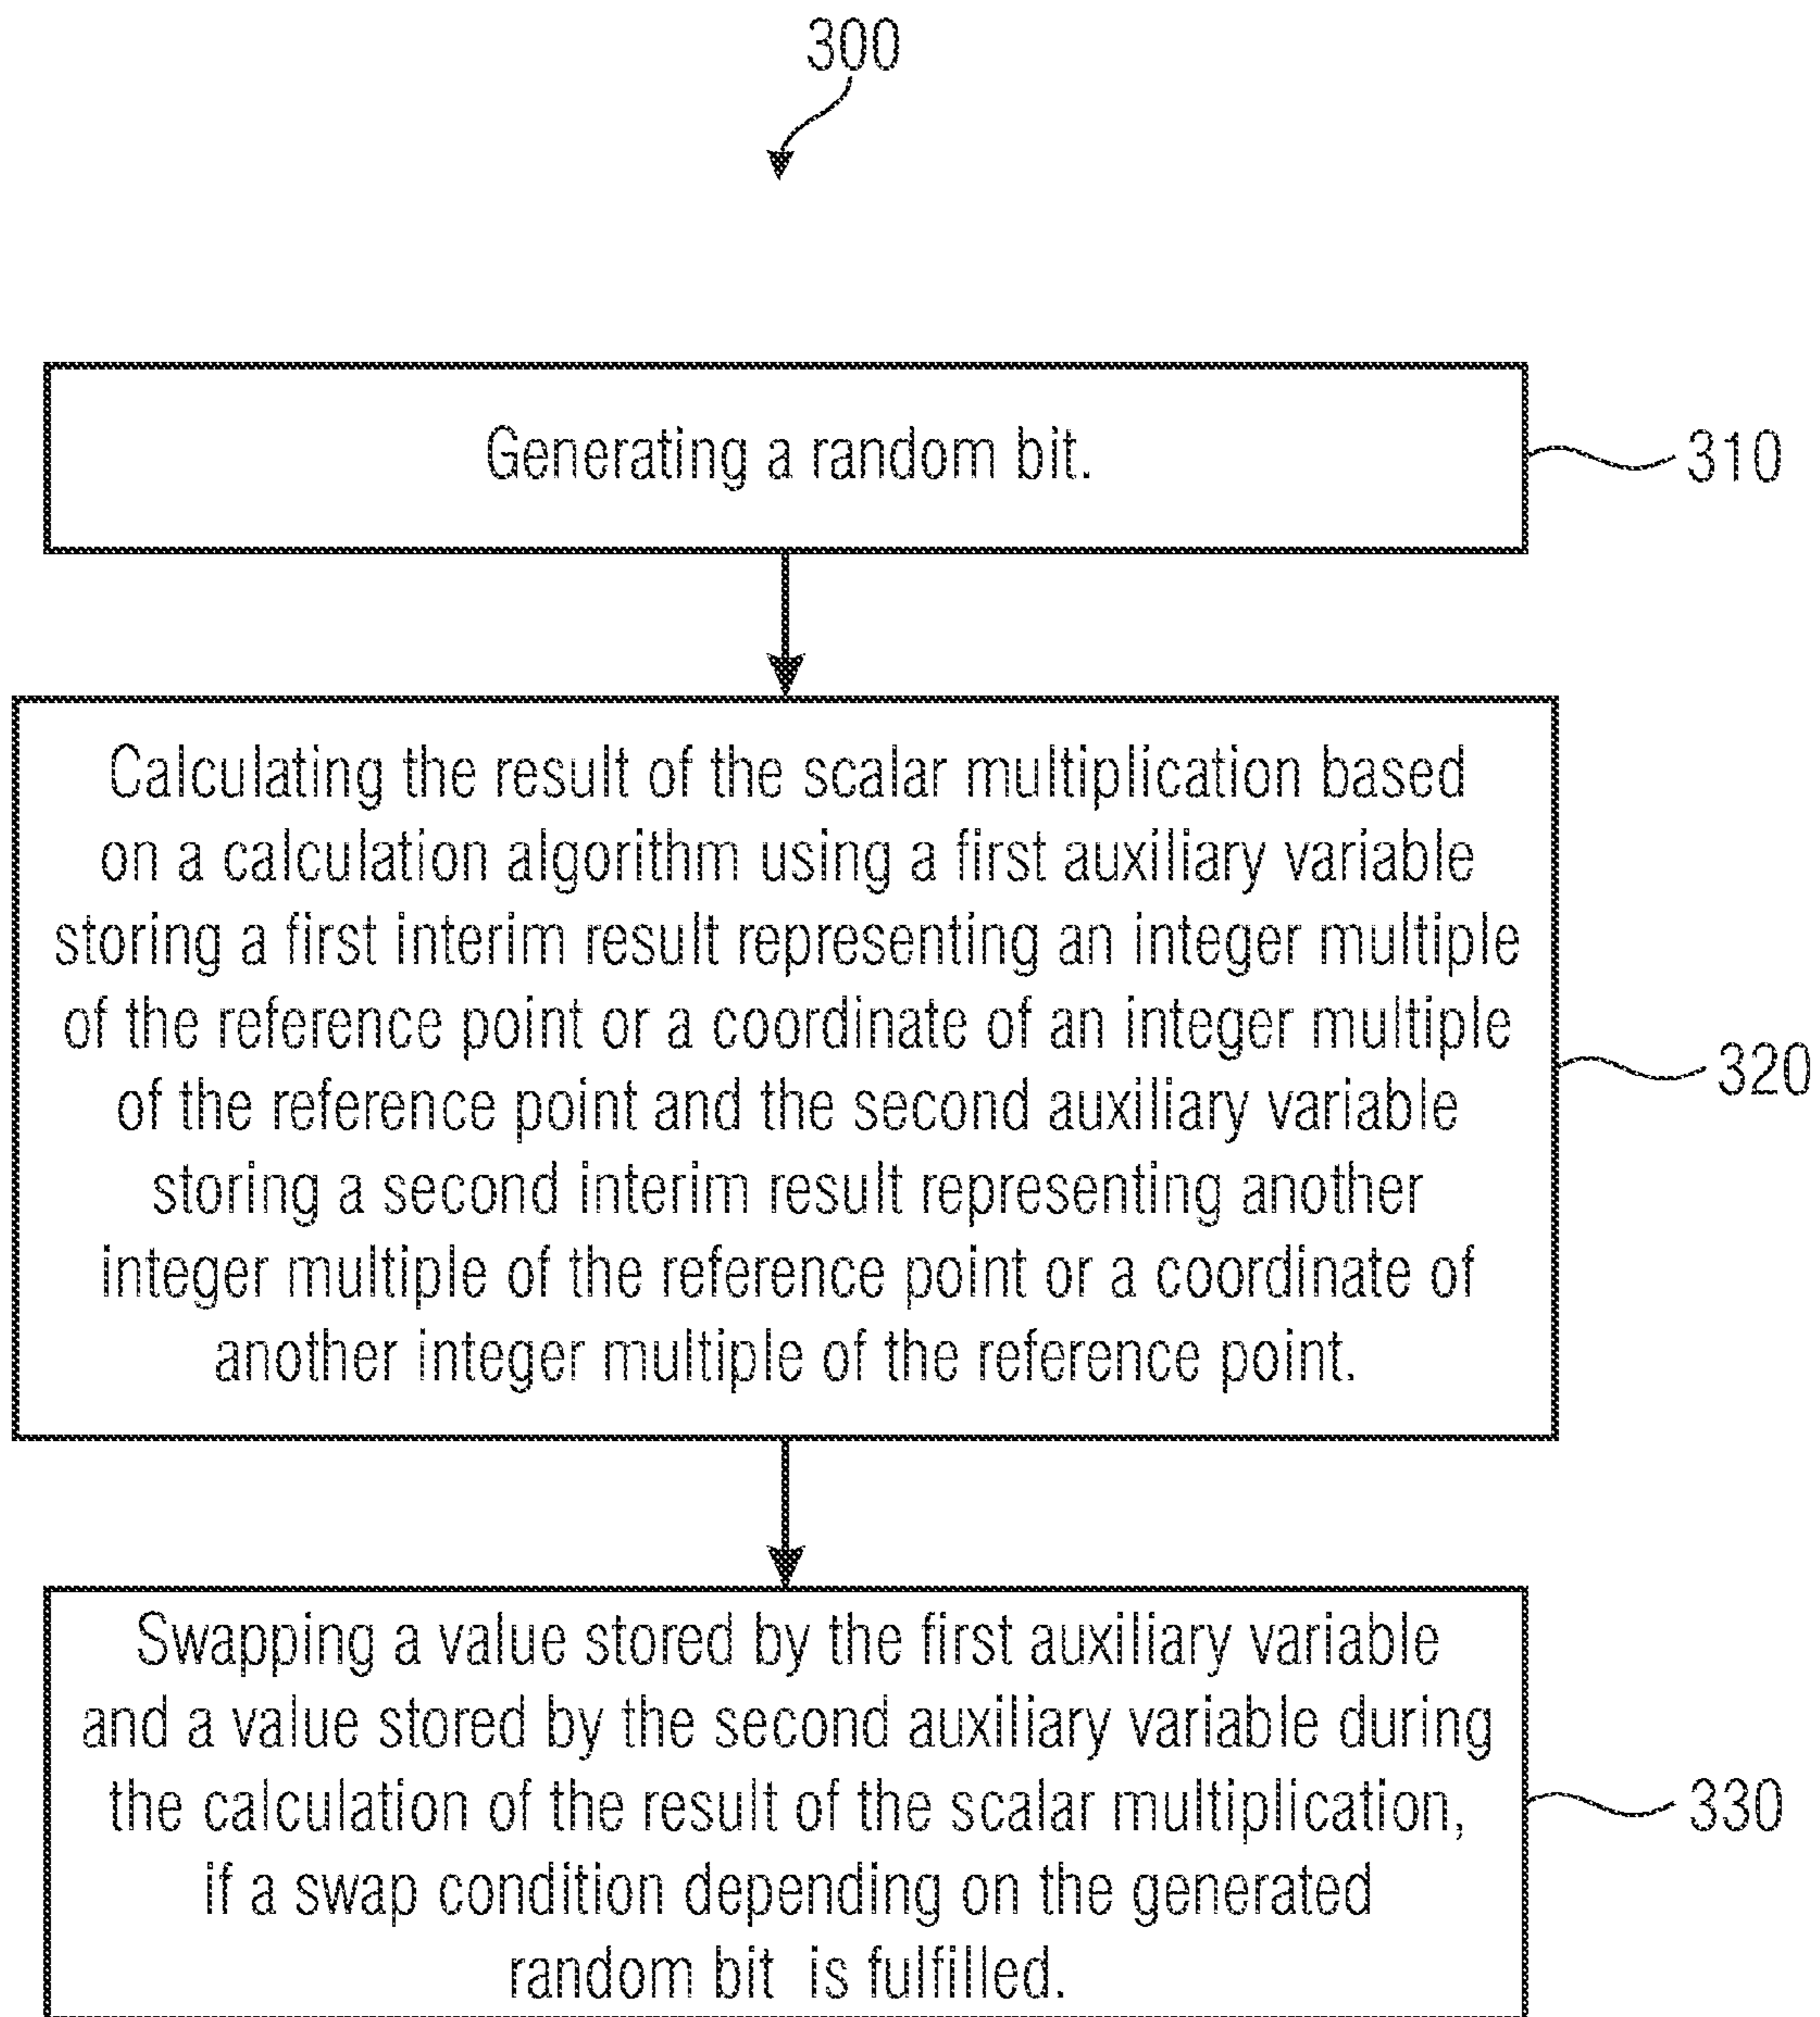 300
Generating a random bit.
310
Calculating the result of the scalar multiplication based
on a calculation algorithm using a first auxiliary variable
storing a first interim result representing an integer multiple
of the reference point or a coordinate of an integer multiple
of the reference point and the second auxiliary variable
storing a second interim result representing another
integer multiple of the reference point or a coordinate of
another integer multiple of the reference point.
320
Swapping a value stored by the first auxiliary variable
and a value stored by the second auxiliary variable during
the calculation of the result of the scalar multiplication,
if a swap condition depending on the generated
random bit is fulfilled.
330